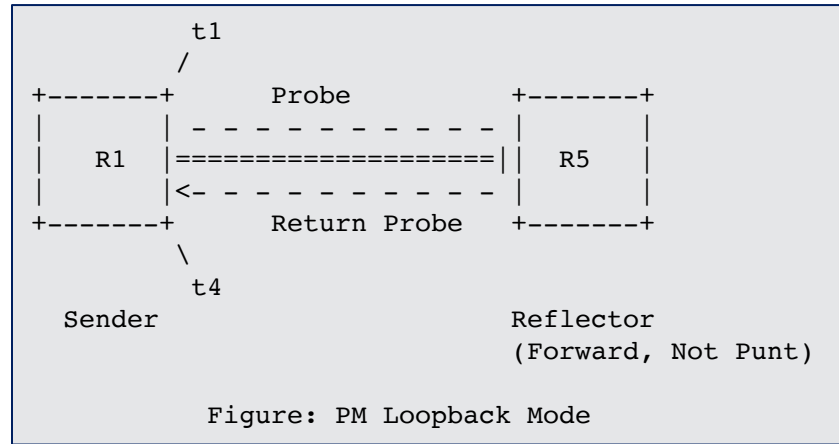 t1
/
+-------+ Probe +-------+
| | - - - - - - - - - - - | |
| R1 |====================|| R5 |
| |<- - - - - - - - - - | |
+-------+ Return Probe +-------+
\
t4
Sender Reflector
(Forward, Not Punt)
Figure: PM Loopback Mode